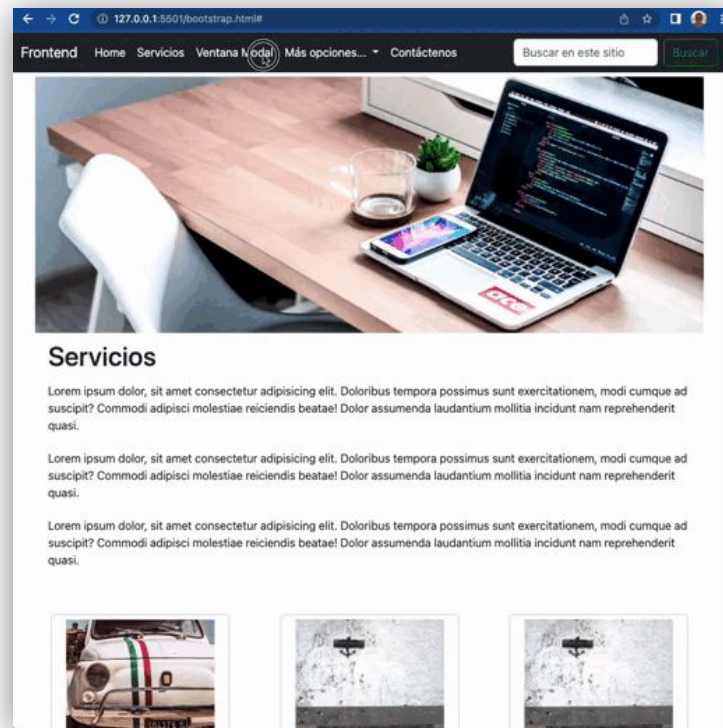 127.0.0.1:5501/bootstrap.html#
Frontend Home Servicios Ventana Modal Más opciones... Contáctenos Buscar en este sitio Buscar
Servicios
Lorem ipsum dolor, sit amet consectetur adipisicing elit. Doloribus tempora possimus sunt exercitationem, modi cumque ad
suscipit? Commodi adipisci molestiae reiciendis beatae! Dolor assumenda laudantium mollitia incidunt nam reprehenderit
quasi.
Lorem ipsum dolor, sit amet consectetur adipisicing elit. Doloribus tempora possimus sunt exercitationem, modi cumque ad
suscipit? Commodi adipisci molestiae reiciendis beatae! Dolor assumenda laudantium mollitia incidunt nam reprehenderit
quasi.
Lorem ipsum dolor, sit amet consectetur adipisicing elit. Doloribus tempora possimus sunt exercitationem, modi cumque ad
suscipit? Commodi adipisci molestiae reiciendis beatae! Dolor assumenda laudantium mollitia incidunt nam reprehenderit
quasi.